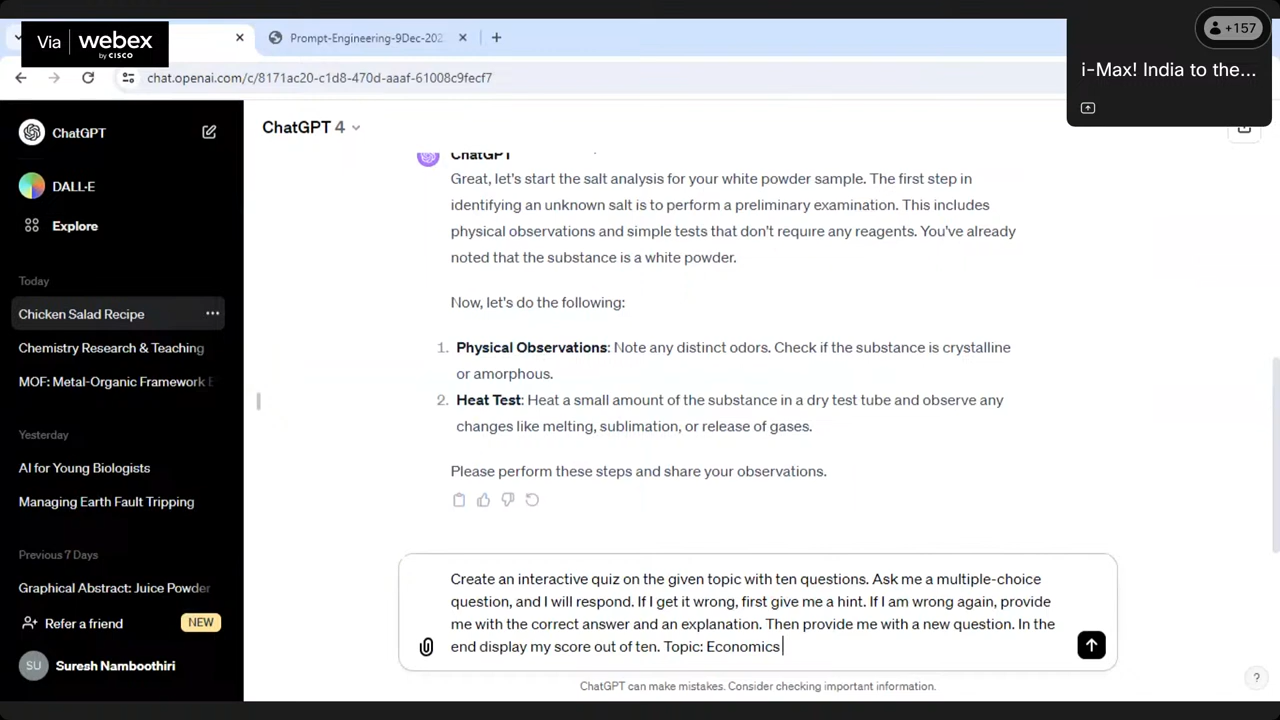 Via webex
by CISCO
Prompt-Engineering-9Dec-202
+157
i-Max! India to the...
chat.openai.com/c/8171ac20-c1d8-470d-aaaf-61008c9fecf7
ChatGPT
DALL·E
Explore
Today
Chicken Salad Recipe
Chemistry Research & Teaching
MOF: Metal-Organic Framework E
Yesterday
AI for Young Biologists
Managing Earth Fault Tripping
Previous 7 Days
Graphical Abstract: Juice Powder
Refer a friend NEW
SU Suresh Namboothiri
ChatGPT 4
ChatGPT
Great, let's start the salt analysis for your white powder sample. The first step in
identifying an unknown salt is to perform a preliminary examination. This includes
physical observations and simple tests that don't require any reagents. You've already
noted that the substance is a white powder.
Now, let's do the following:
1. Physical Observations: Note any distinct odors. Check if the substance is crystalline
or amorphous.
2. Heat Test: Heat a small amount of the substance in a dry test tube and observe any
changes like melting, sublimation, or release of gases.
Please perform these steps and share your observations.
Create an interactive quiz on the given topic with ten questions. Ask me a multiple-choice
question, and I will respond. If I get it wrong, first give me a hint. If I am wrong again, provide
me with the correct answer and an explanation. Then provide me with a new question. In the
end display my score out of ten. Topic: Economics
ChatGPT can make mistakes. Consider checking important information.
?